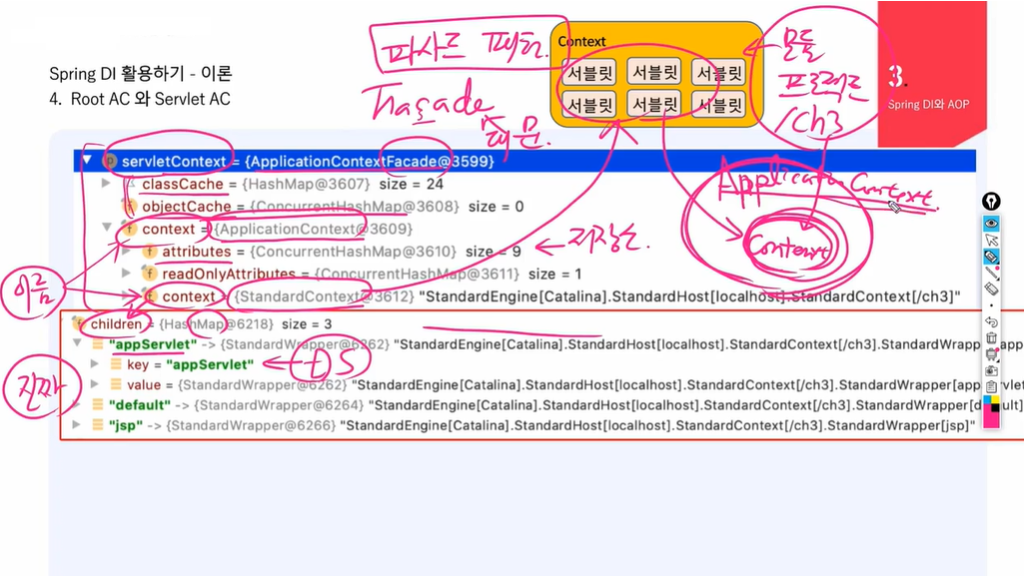 파사드 패턴.
Façade
대문.
Context
서블릿 서블릿 서블릿
서블릿 서블릿 서블릿
모듈
프로젝트
/ch3
3.
Spring DI와 AOP
Spring DI 활용하기 - 이론
4. Root AC 와 Servlet AC
servletContext = {ApplicationContextFacade@3599}
classCache = {HashMap@3607} size = 24
objectCache = {ConcurrentHashMap@3608} size = 0
context = {ApplicationContext@3609}
attributes = {ConcurrentHashMap@3610} size = 9
readOnlyAttributes = {ConcurrentHashMap@3611} size = 1
context = {StandardContext@3612} "StandardEngine[Catalina].StandardHost[localhost].StandardContext[/ch3]"
저장소.
ApplicationContext.
Context
이름
children = {HashMap@6218} size = 3
"appServlet" -> {StandardWrapper@6262} "StandardEngine[Catalina].StandardHost[localhost].StandardContext[/ch3].StandardWrapp
key = "appServlet"
DS
value = {StandardWrapper@6262} "StandardEngine[Catalina].StandardHost[localhost].StandardContext[/ch3].StandardWrapper[app
"default" -> {StandardWrapper@6264} "StandardEngine[Catalina].StandardHost[localhost].StandardContext[/ch3].StandardWrapper[default]
"jsp" -> {StandardWrapper@6266} "StandardEngine[Catalina].StandardHost[localhost].StandardContext[/ch3].StandardWrapper[jsp]"
진짜